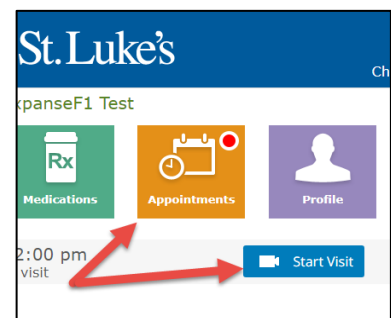 St. Luke's
Ch
xpanseF1 Test
Rx
Medications
Appointments
Profile
2:00 pm
visit
Start Visit